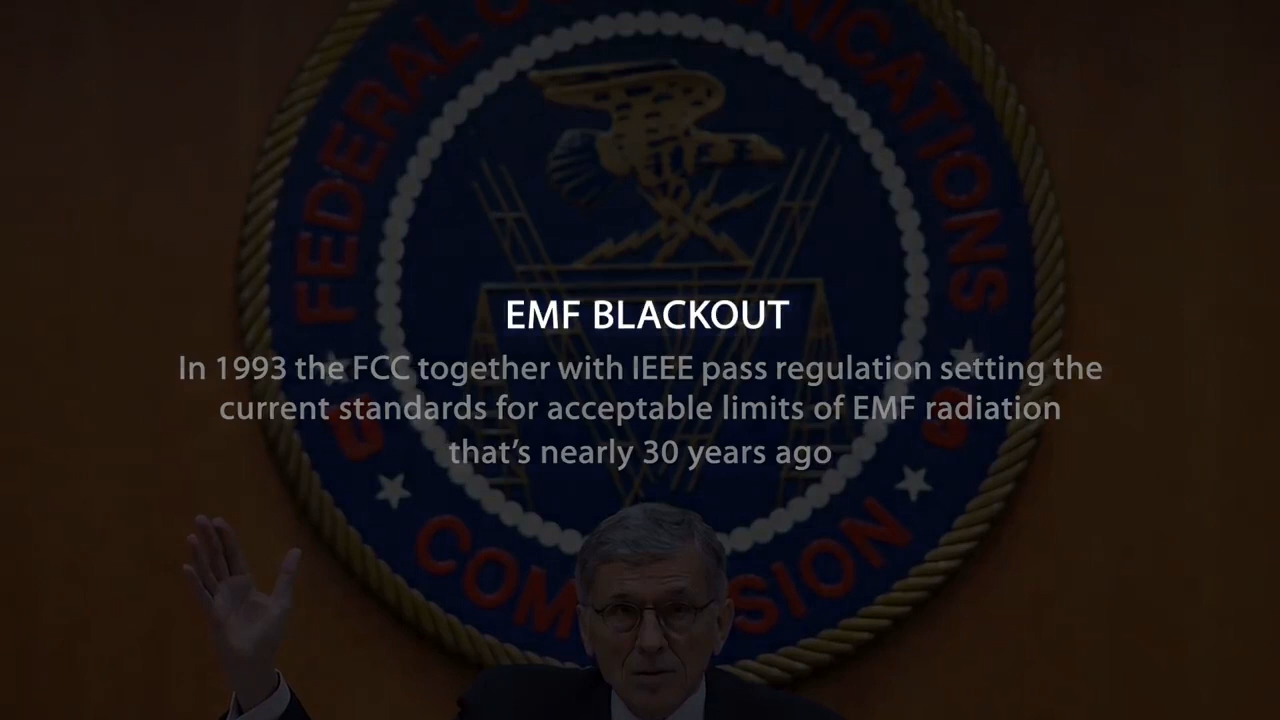 FEDERAL COMMUNICATIONS
EMF BLACKOUT
In 1993 the FCC together with IEEE pass regulation setting the
current standards for acceptable limits of EMF radiation
that's nearly 30 years ago
COMMISSION